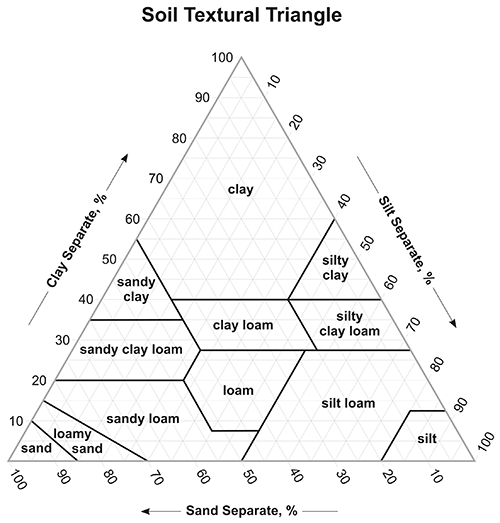 Soil Textural Triangle
100
90
80
70
60
50
40
30
20
10
Clay Separate, %
10
20
30
40
50
60
70
80
90
100
Silt Separate, %
clay
silty
clay
sandy
clay
clay loam
silty
clay loam
sandy clay loam
loam
silt loam
sandy loam
silt
loamy
sand
sand
100
90
80
70
60
50
40
30
20
10
Sand Separate, %